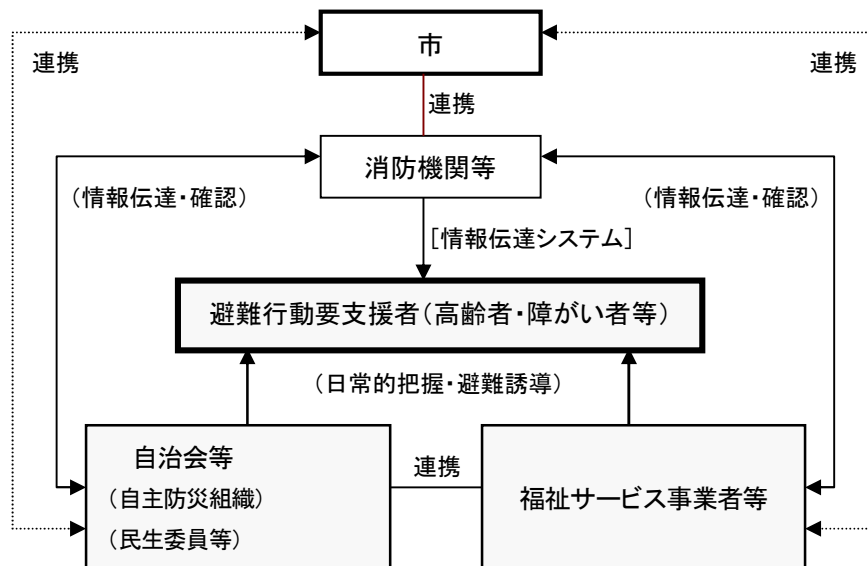 市
連携
連携
連携
消防機関等
(情報伝達・確認)
(情報伝達・確認)
[情報伝達システム]
避難行動要支援者(高齢者・障がい者等)
(日常的把握・避難誘導)
自治会等
(自主防災組織)
(民生委員等)
連携
福祉サービス事業者等